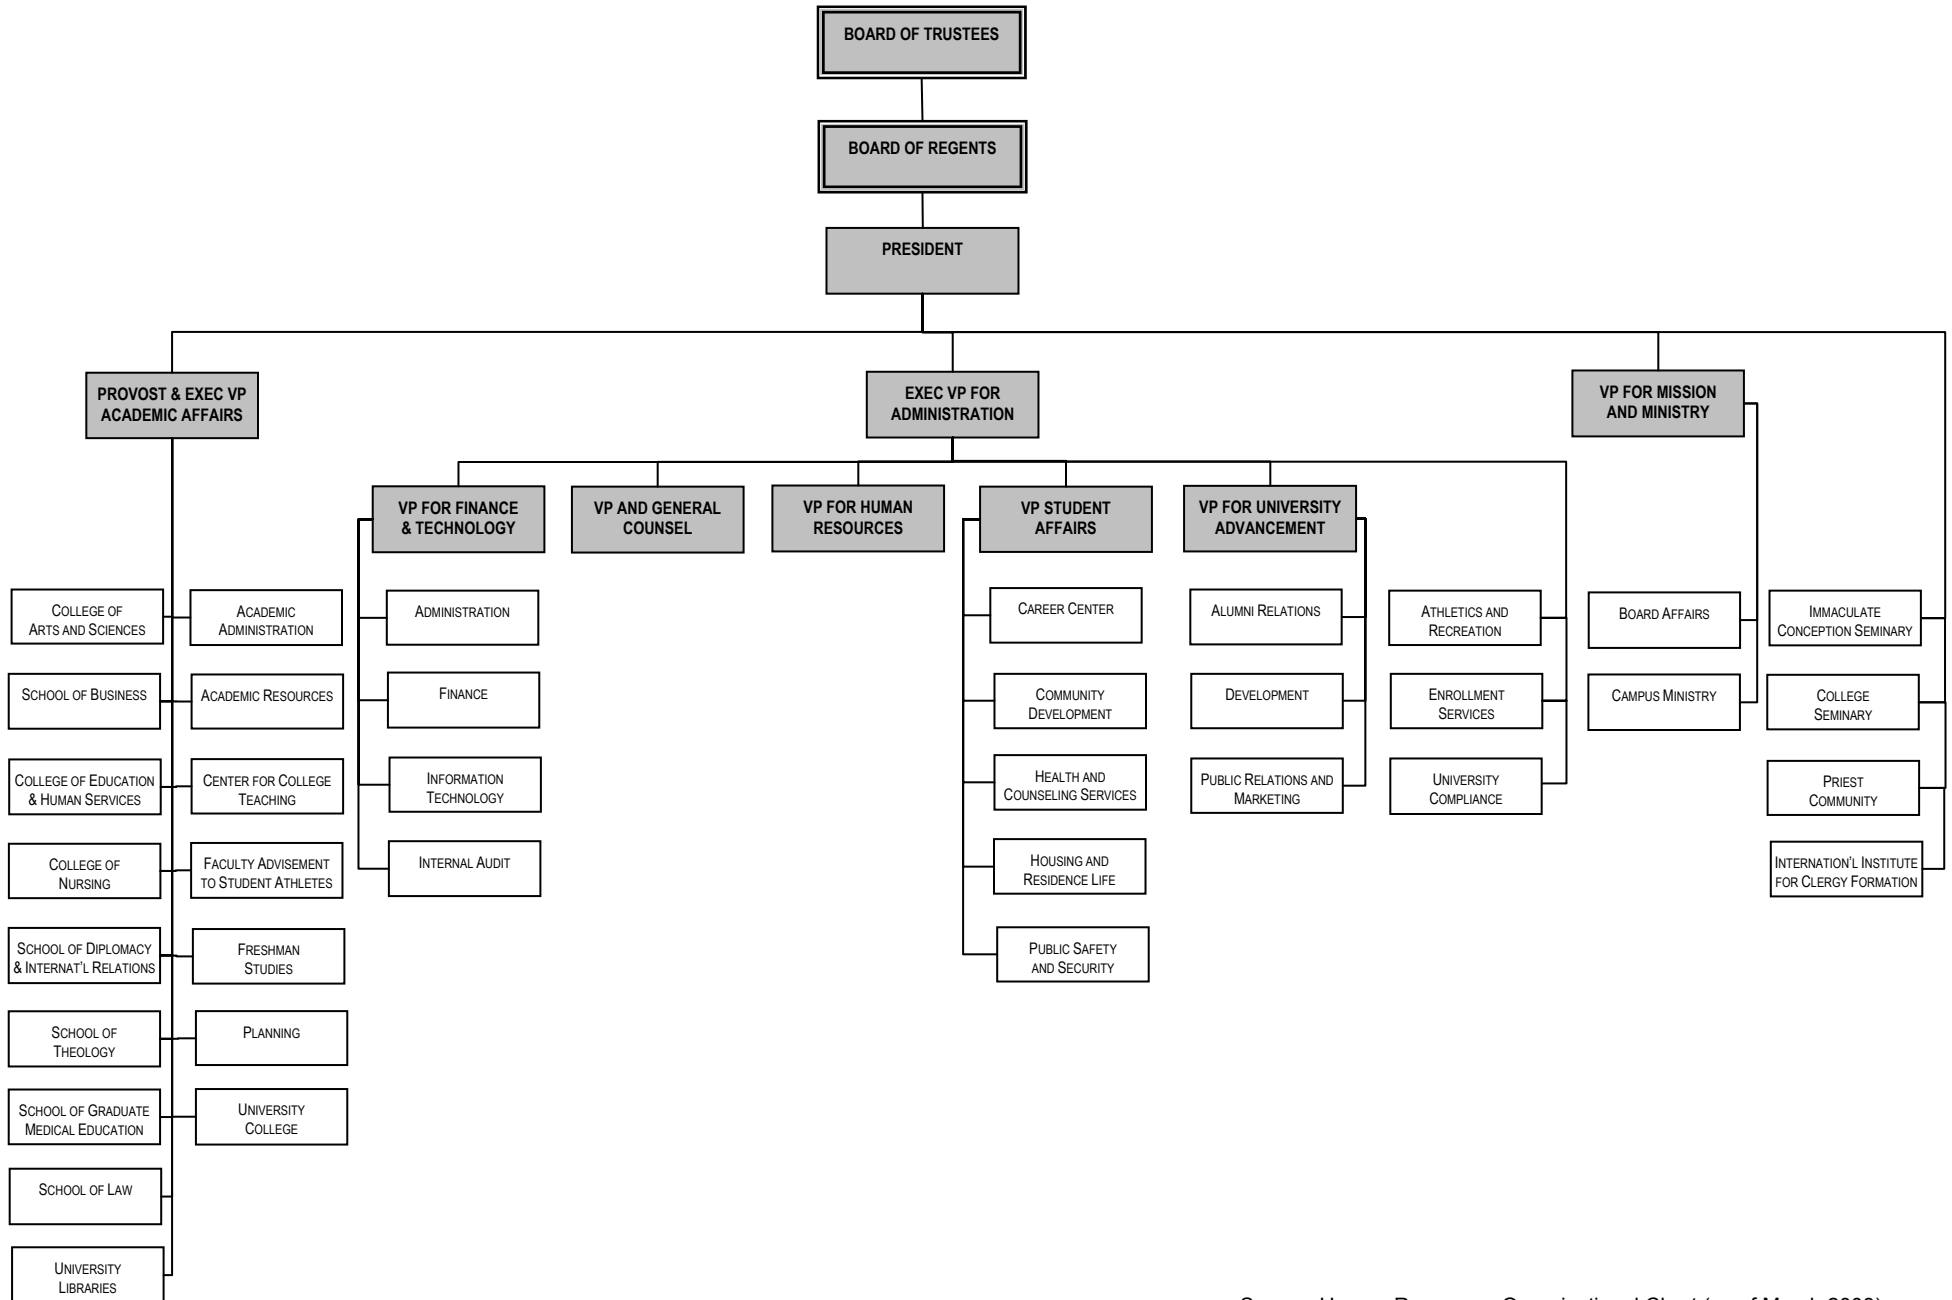 BOARD OF TRUSTEES
BOARD OF REGENTS
PRESIDENT
PROVOST & EXEC VP
ACADEMIC AFFAIRS
EXEC VP FOR
ADMINISTRATION
VP FOR MISSION
AND MINISTRY
VP FOR FINANCE
& TECHNOLOGY
VP AND GENERAL
COUNSEL
VP FOR HUMAN
RESOURCES
VP STUDENT
AFFAIRS
VP FOR UNIVERSITY
ADVANCEMENT
COLLEGE OF
ARTS AND SCIENCES
SCHOOL OF BUSINESS
COLLEGE OF EDUCATION
& HUMAN SERVICES
COLLEGE OF
NURSING
SCHOOL OF DIPLOMACY
& INTERNAT'L RELATIONS
SCHOOL OF
THEOLOGY
SCHOOL OF GRADUATE
MEDICAL EDUCATION
SCHOOL OF LAW
UNIVERSITY
LIBRARIES
ACADEMIC
ADMINISTRATION
ACADEMIC RESOURCES
CENTER FOR COLLEGE
TEACHING
FACULTY ADVISEMENT
TO STUDENT ATHLETES
FRESHMAN
STUDIES
PLANNING
UNIVERSITY
COLLEGE
ADMINISTRATION
FINANCE
INFORMATION
TECHNOLOGY
INTERNAL AUDIT
CAREER CENTER
COMMUNITY
DEVELOPMENT
HEALTH AND
COUNSELING SERVICES
HOUSING AND
RESIDENCE LIFE
PUBLIC SAFETY
AND SECURITY
ALUMNI RELATIONS
DEVELOPMENT
PUBLIC RELATIONS AND
MARKETING
ATHLETICS AND
RECREATION
ENROLLMENT
SERVICES
UNIVERSITY
COMPLIANCE
BOARD AFFAIRS
CAMPUS MINISTRY
IMMACULATE
CONCEPTION SEMINARY
COLLEGE
SEMINARY
PRIEST
COMMUNITY
INTERNATION'L INSTITUTE
FOR CLERGY FORMATION